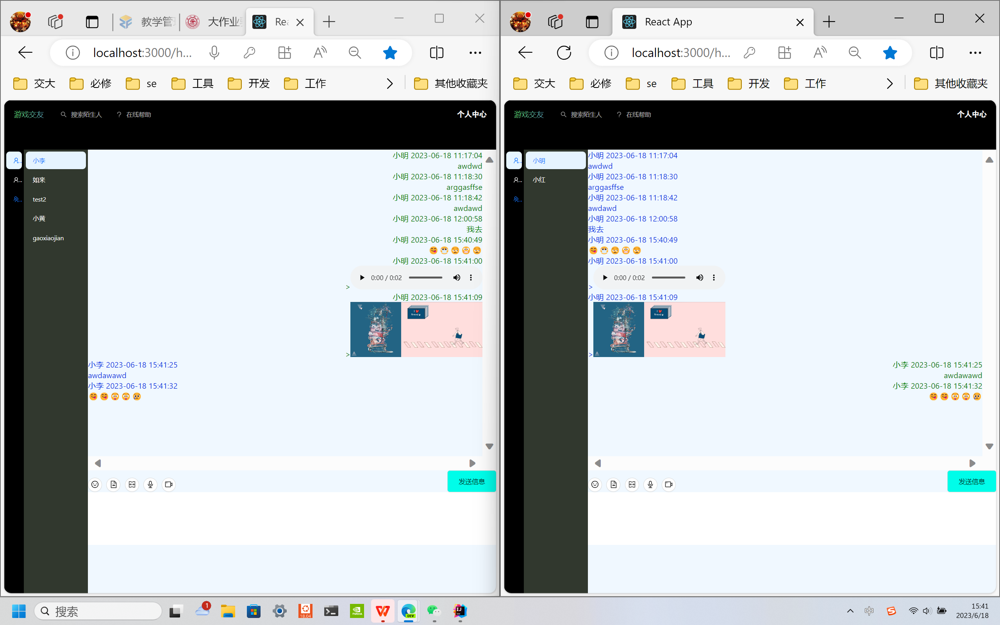 教学管理
大作业
Rea
localhost:3000/h...
交大
必修
se
工具
开发
工作
其他收藏夹
游戏交友
搜索陌生人
? 在线帮助
个人中心
小李
如来
test2
小黄
gaoxiaojian
小明 2023-06-18 11:17:04
awdwd
小明 2023-06-18 11:18:30
arggasffse
小明 2023-06-18 11:18:42
awdawd
小明 2023-06-18 12:00:58
我去
小明 2023-06-18 15:40:49
😋😷😧😨😧
小明 2023-06-18 15:41:00
0:00 / 0:02
>
小明 2023-06-18 15:41:09
>
小李 2023-06-18 15:41:25
awdawawd
小李 2023-06-18 15:41:32
发送信息
React App
localhost:3000/h...
交大
必修
se
工具
开发
工作
其他收藏夹
游戏交友
搜索陌生人
? 在线帮助
个人中心
小明
小红
小明 2023-06-18 11:17:04
awdwd
小明 2023-06-18 11:18:30
arggasffse
小明 2023-06-18 11:18:42
awdawd
小明 2023-06-18 12:00:58
我去
小明 2023-06-18 15:40:49
小明 2023-06-18 15:41:00
0:00 / 0:02
>
小明 2023-06-18 15:41:09
>
小李 2023-06-18 15:41:25
awdawawd
小李 2023-06-18 15:41:32
发送信息
搜索
1
18.04
NVIDIA
DEV
IJ
中
15:41
2023/6/18